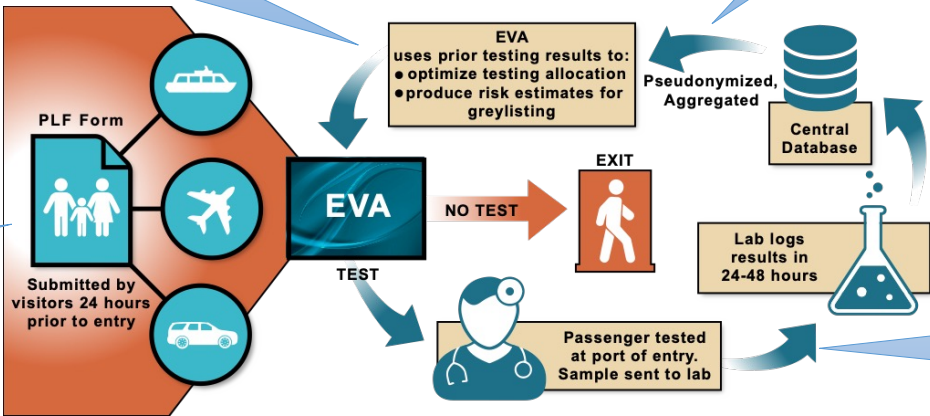 PLF Form
Submitted by
visitors 24 hours
prior to entry
EVA
NO TEST
TEST
EXIT
EVA
uses prior testing results to:
● optimize testing allocation
● produce risk estimates for
greylisting
Pseudonymized,
Aggregated
Central
Database
Lab logs
results in
24-48 hours
Passenger tested
at port of entry.
Sample sent to lab